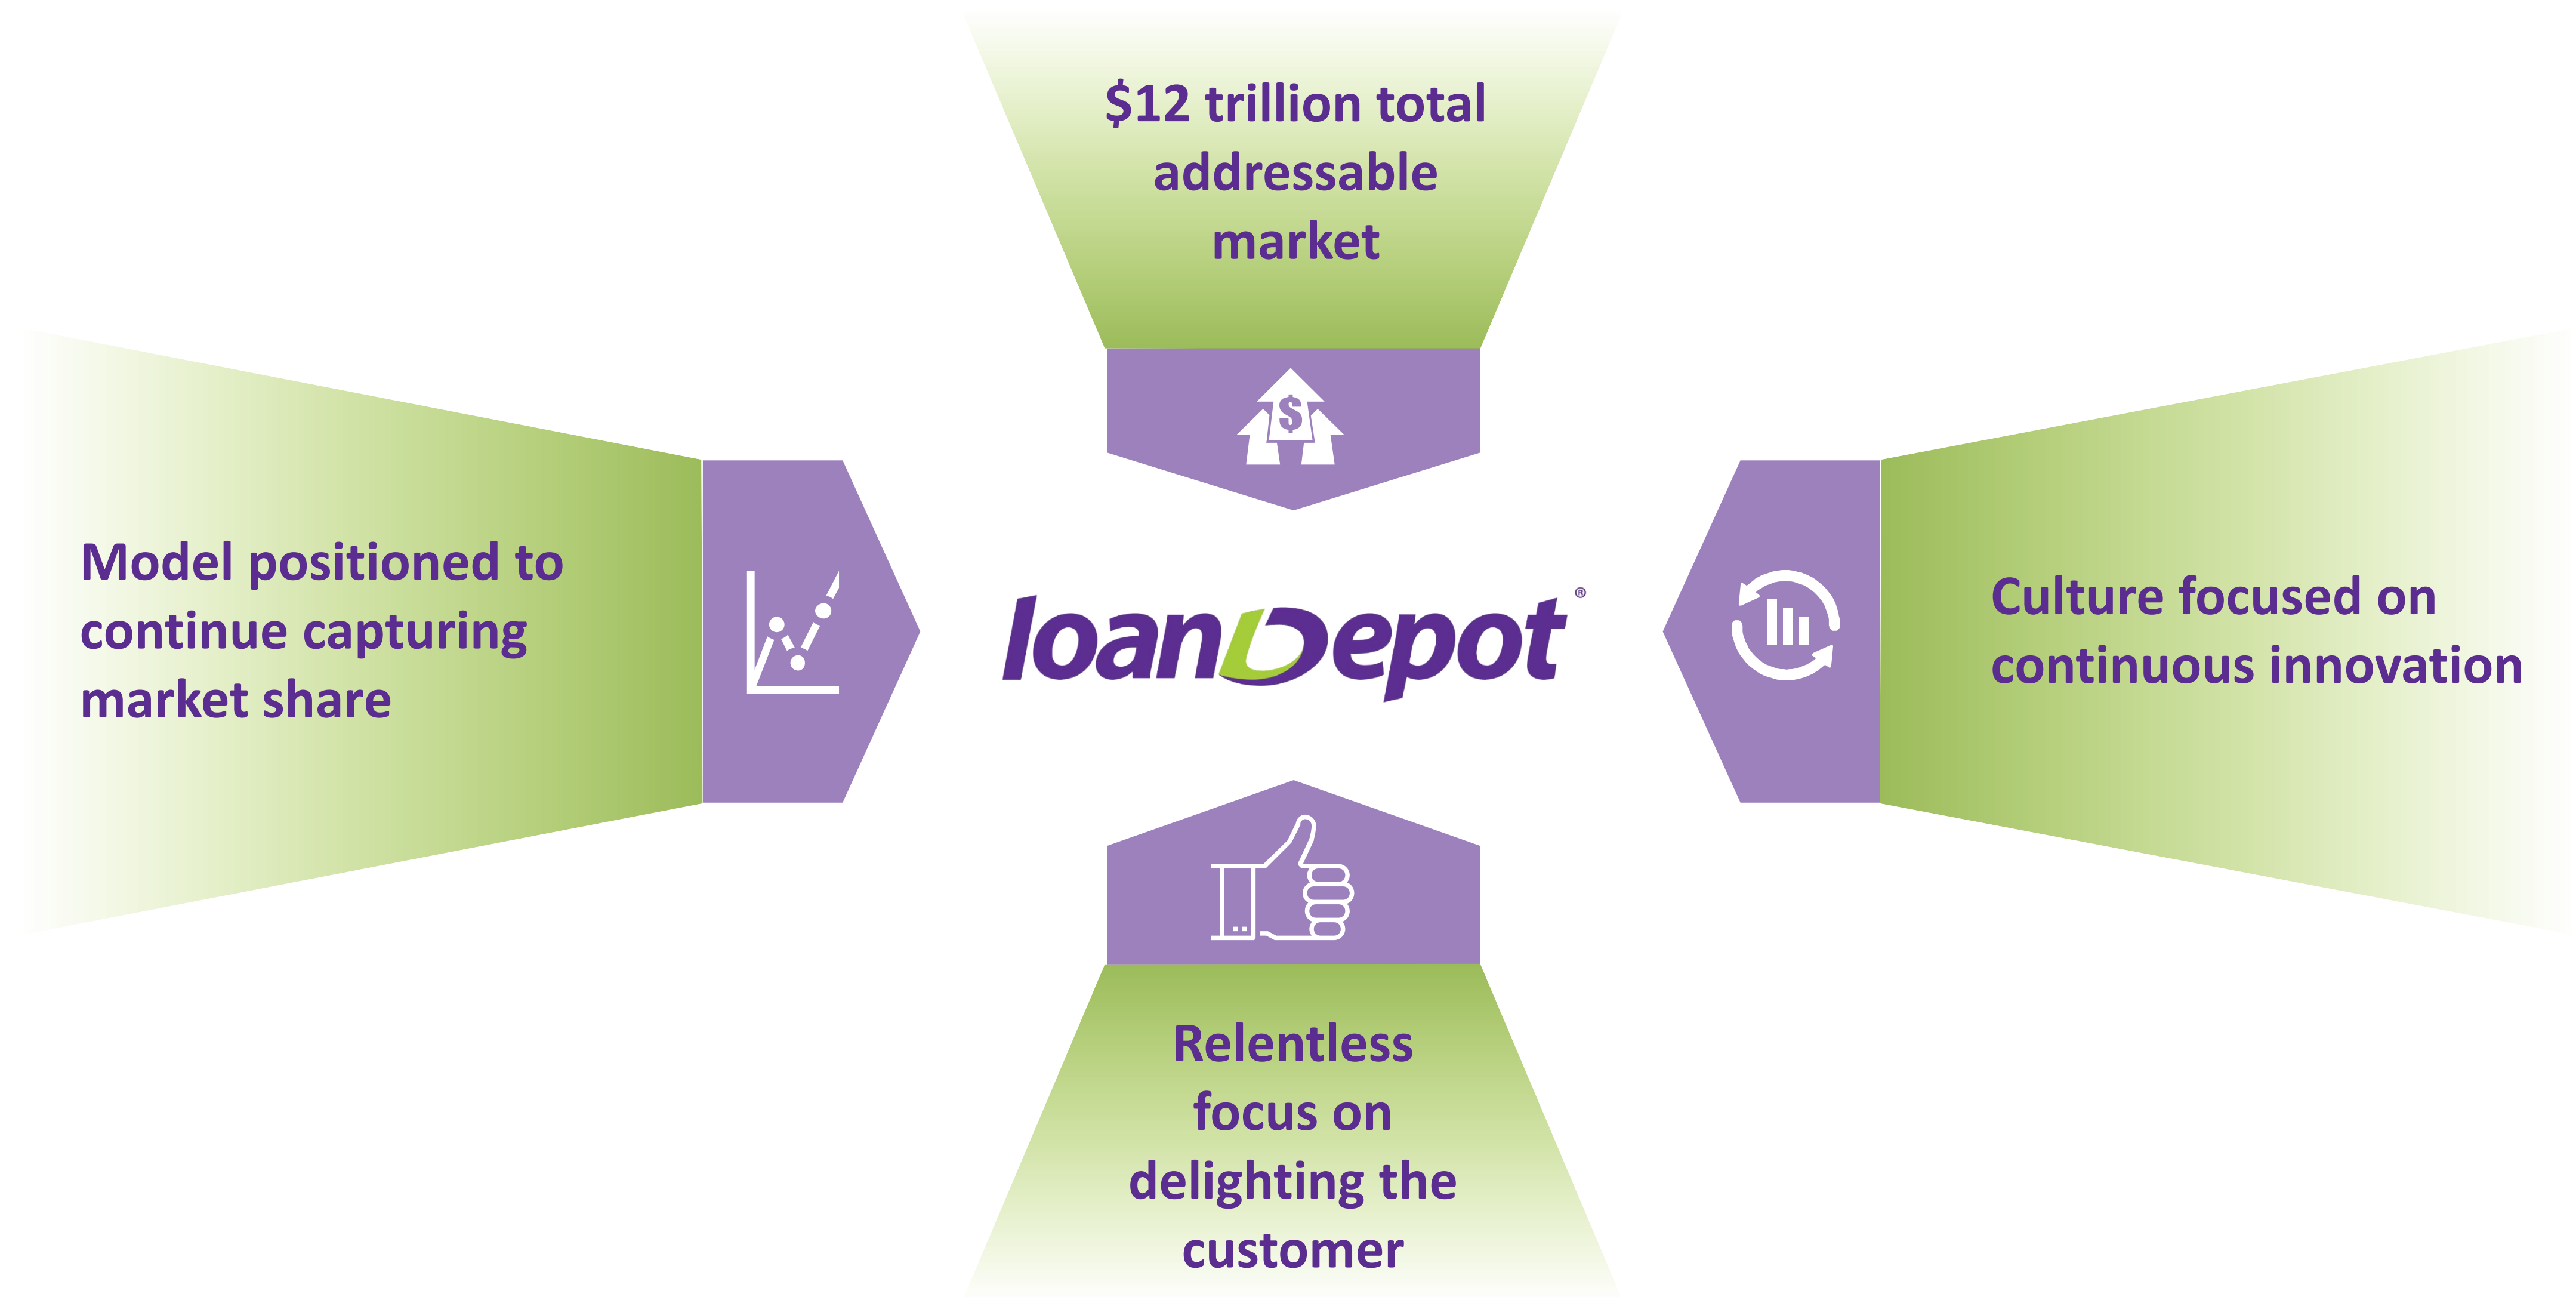 $12 trillion total
addressable
market
$
Model positioned to
continue capturing
market share
loanDepot®
Culture focused on
continuous innovation
Relentless
focus on
delighting the
customer